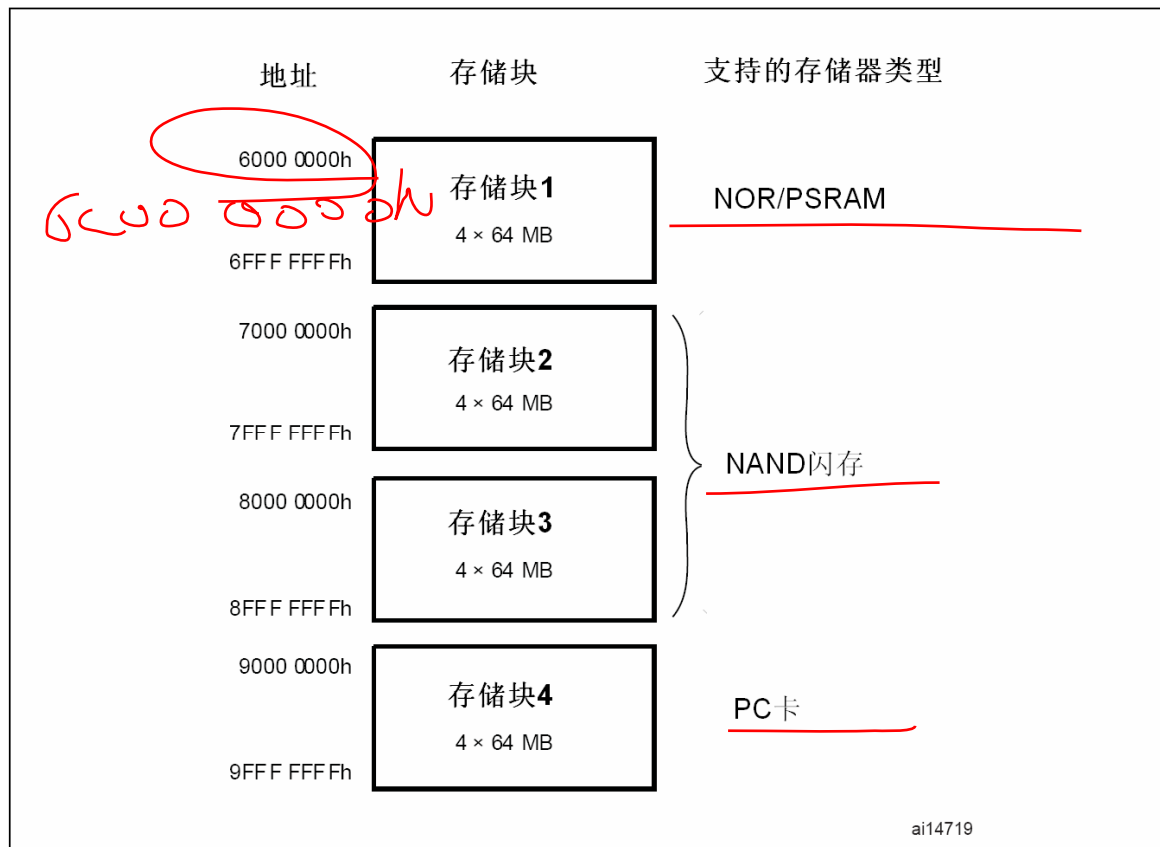 地址 存储块 支持的存储器类型
6000 0000h
存储块1
NOR/PSRAM
6C00 0000h
4 × 64 MB
6FFF FFFFh
7000 0000h
存储块2
4 × 64 MB
7FFF FFFFh
NAND闪存
8000 0000h
存储块3
4 × 64 MB
8FFF FFFFh
9000 0000h
存储块4
PC卡
4 × 64 MB
9FFF FFFFh
ai14719